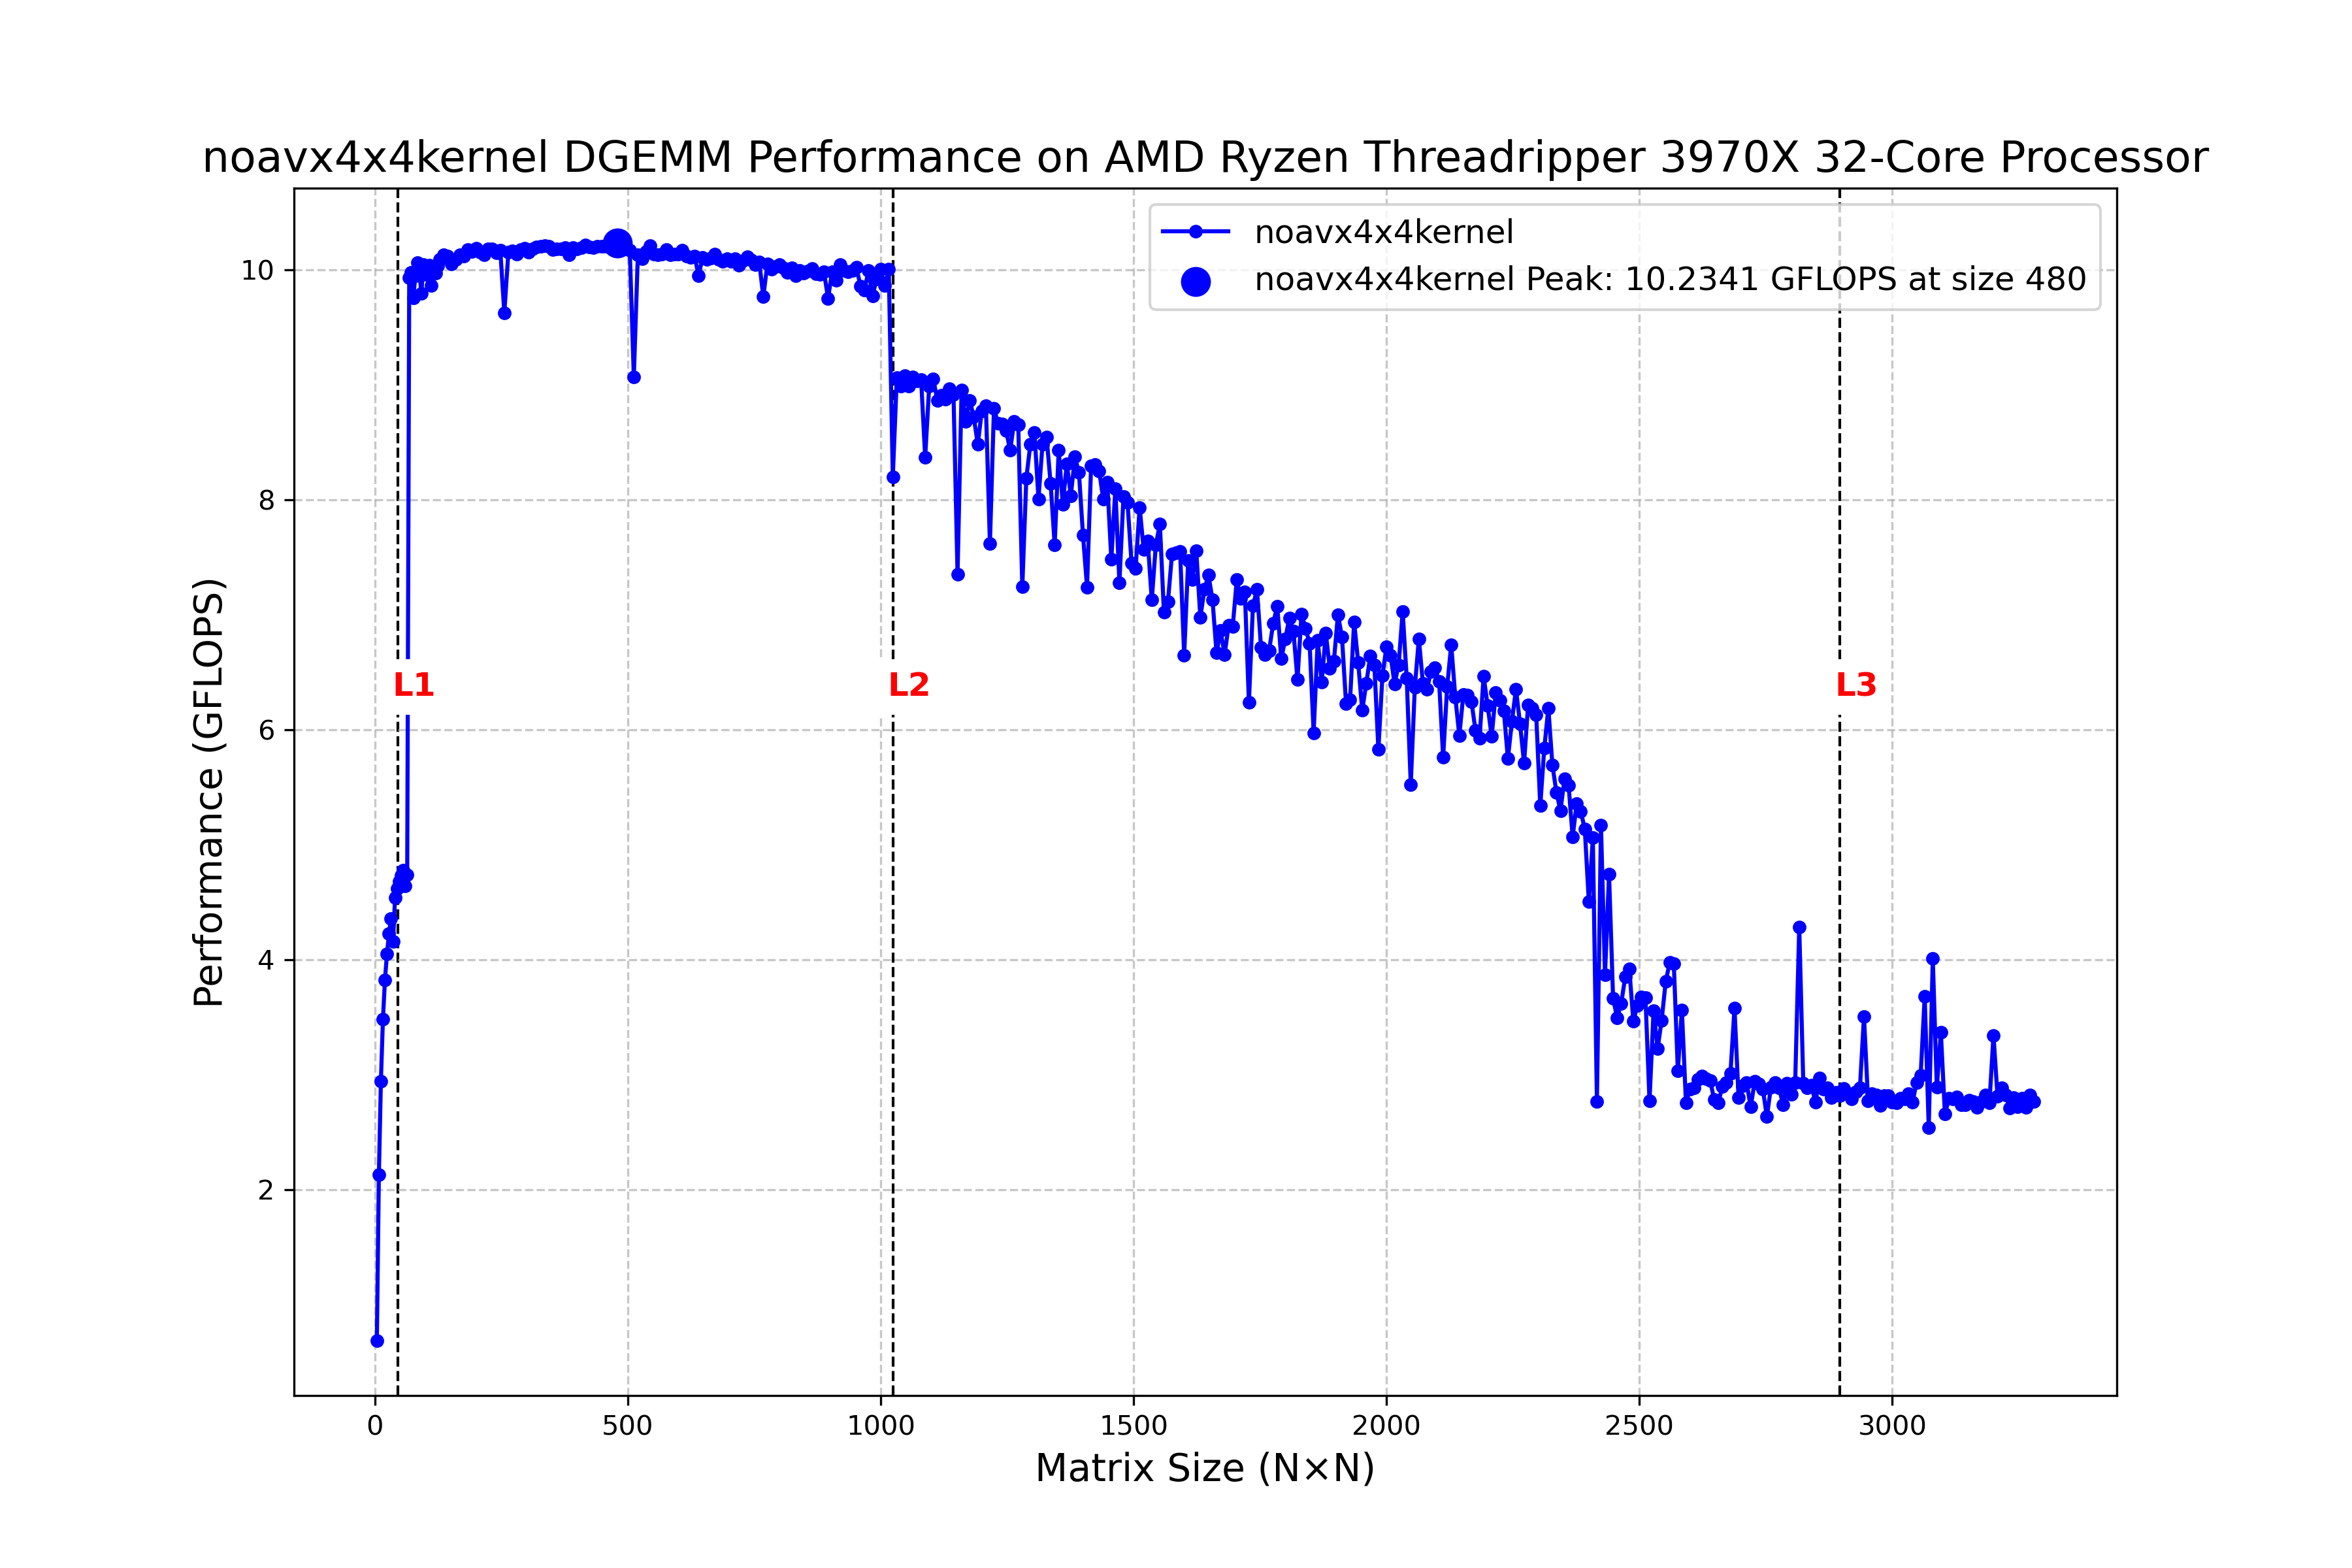 noavx4x4kernel DGEMM Performance on AMD Ryzen Threadripper 3970X 32-Core Processor
noavx4x4kernel
noavx4x4kernel Peak: 10.2341 GFLOPS at size 480
Performance (GFLOPS)
10
8
6
4
2
L1
L2
L3
0
500
1000
1500
2000
2500
3000
Matrix Size (N×N)